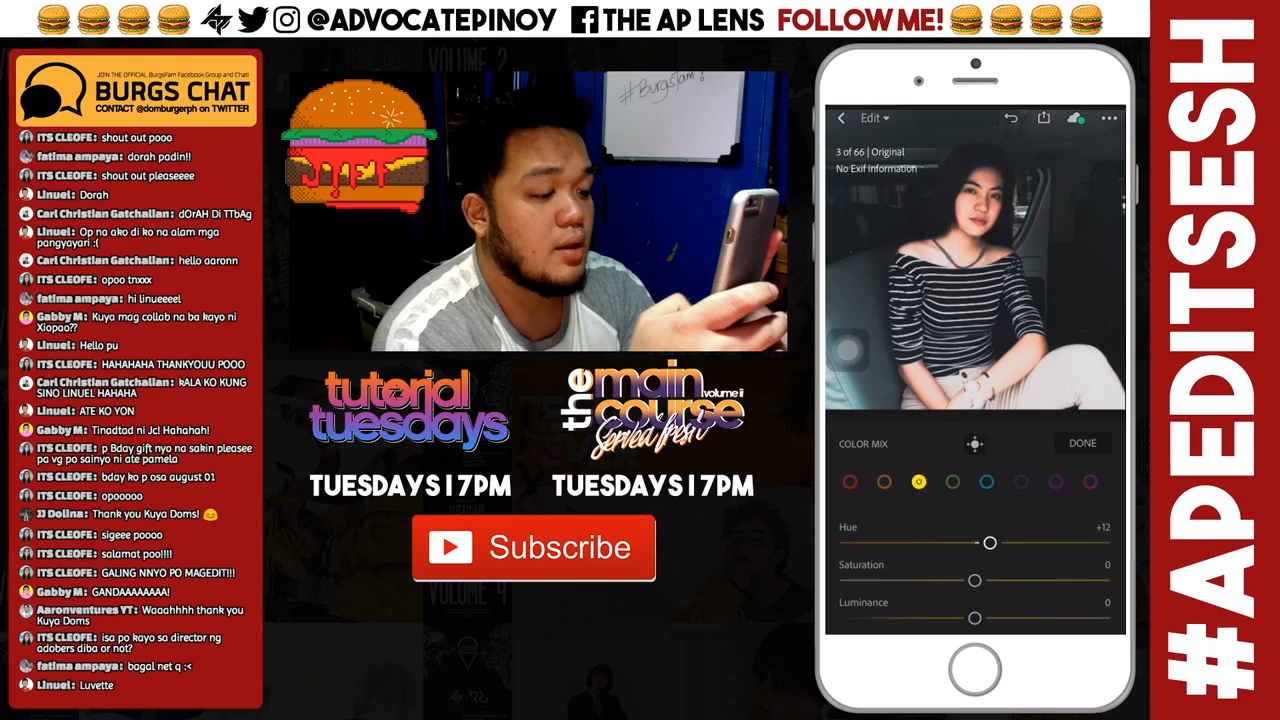 @ADVOCATEPINOY THE AP LENS FOLLOW ME!
JOIN THE OFFICIAL BurgsFam Facebook Group and Chat!
BURGS CHAT
CONTACT @domburgerph on TWITTER
ITS CLEOFE: shout out pooo
fatima ampaya: dorah padin!!
ITS CLEOFE: shout out pleaseeee
Linuel: Dorah
Carl Christian Gatchalian: dOrAH Di TTbAg
Linuel: Op na ako di ko na alam mga
pangyayari :(
Carl Christian Gatchalian: hello aaronn
ITS CLEOFE: opoo tnxxx
fatima ampaya: hi linueeeel
Gabby M: Kuya mag collab na ba kayo ni
Xiopao??
Linuel: Hello pu
ITS CLEOFE: HAHAHAHA THANKYOUU POOO
Carl Christian Gatchalian: kALA KO KUNG
SINO LINUEL HAHAHA
Linuel: ATE KO YON
Gabby M: Tinadtad ni Jc! Hahahah!
ITS CLEOFE: p Bday gift nyo na sakin pleasee
pa vg po sainyo ni ate pamela
ITS CLEOFE: bday ko p osa august 01
ITS CLEOFE: opooooo
JJ Dolina: Thank you Kuya Doms! 😊
ITS CLEOFE: sigeee poooo
ITS CLEOFE: salamat poo!!!!
ITS CLEOFE: GALING NNYO PO MAGEDIT!!!
Gabby M: GANDAAAAAAA!
Aaronventures YT: Waaahhhh thank you
Kuya Doms
ITS CLEOFE: isa po kayo sa director ng
adobers diba or not?
fatima ampaya: bagal net q :<
Linuel: Luvette
#Burgsfam!
tutorial
tuesdays
TUESDAYS | 7PM
the main
volume ii
course
Served fresh
TUESDAYS | 7PM
Subscribe
Edit
3 of 66 | Original
No Exif information
COLOR MIX
DONE
Hue +12
Saturation 0
Luminance 0
#APEDITSESH
VOLUME 2
VOLUME 4